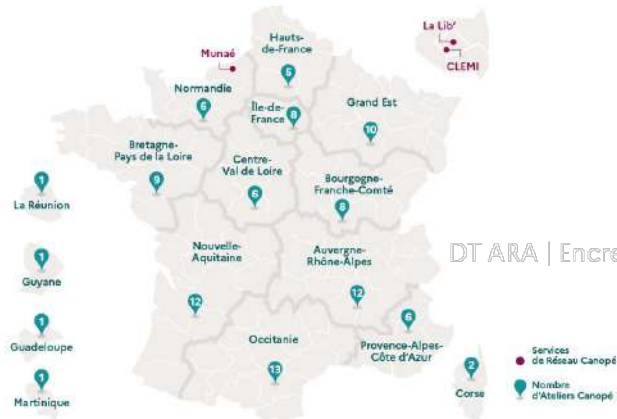 La Lib'
CLEMI
Hauts-
de-France
5
Munaé
Normandie
6
Île-de-
France
8
Grand Est
10
Bretagne-
Pays de la Loire
9
Centre-
Val de Loire
6
Bourgogne-
Franche-Comté
8
1
La Réunion
Nouvelle-
Aquitaine
12
Auvergne-
Rhône-Alpes
12
DT ARA | Encre
1
Guyane
1
Guadeloupe
Occitanie
13
6
Provence-Alpes-
Côte d'Azur
1
Martinique
2
Corse
Services
de Réseau Canopé
Nombre
d'Ateliers Canopé